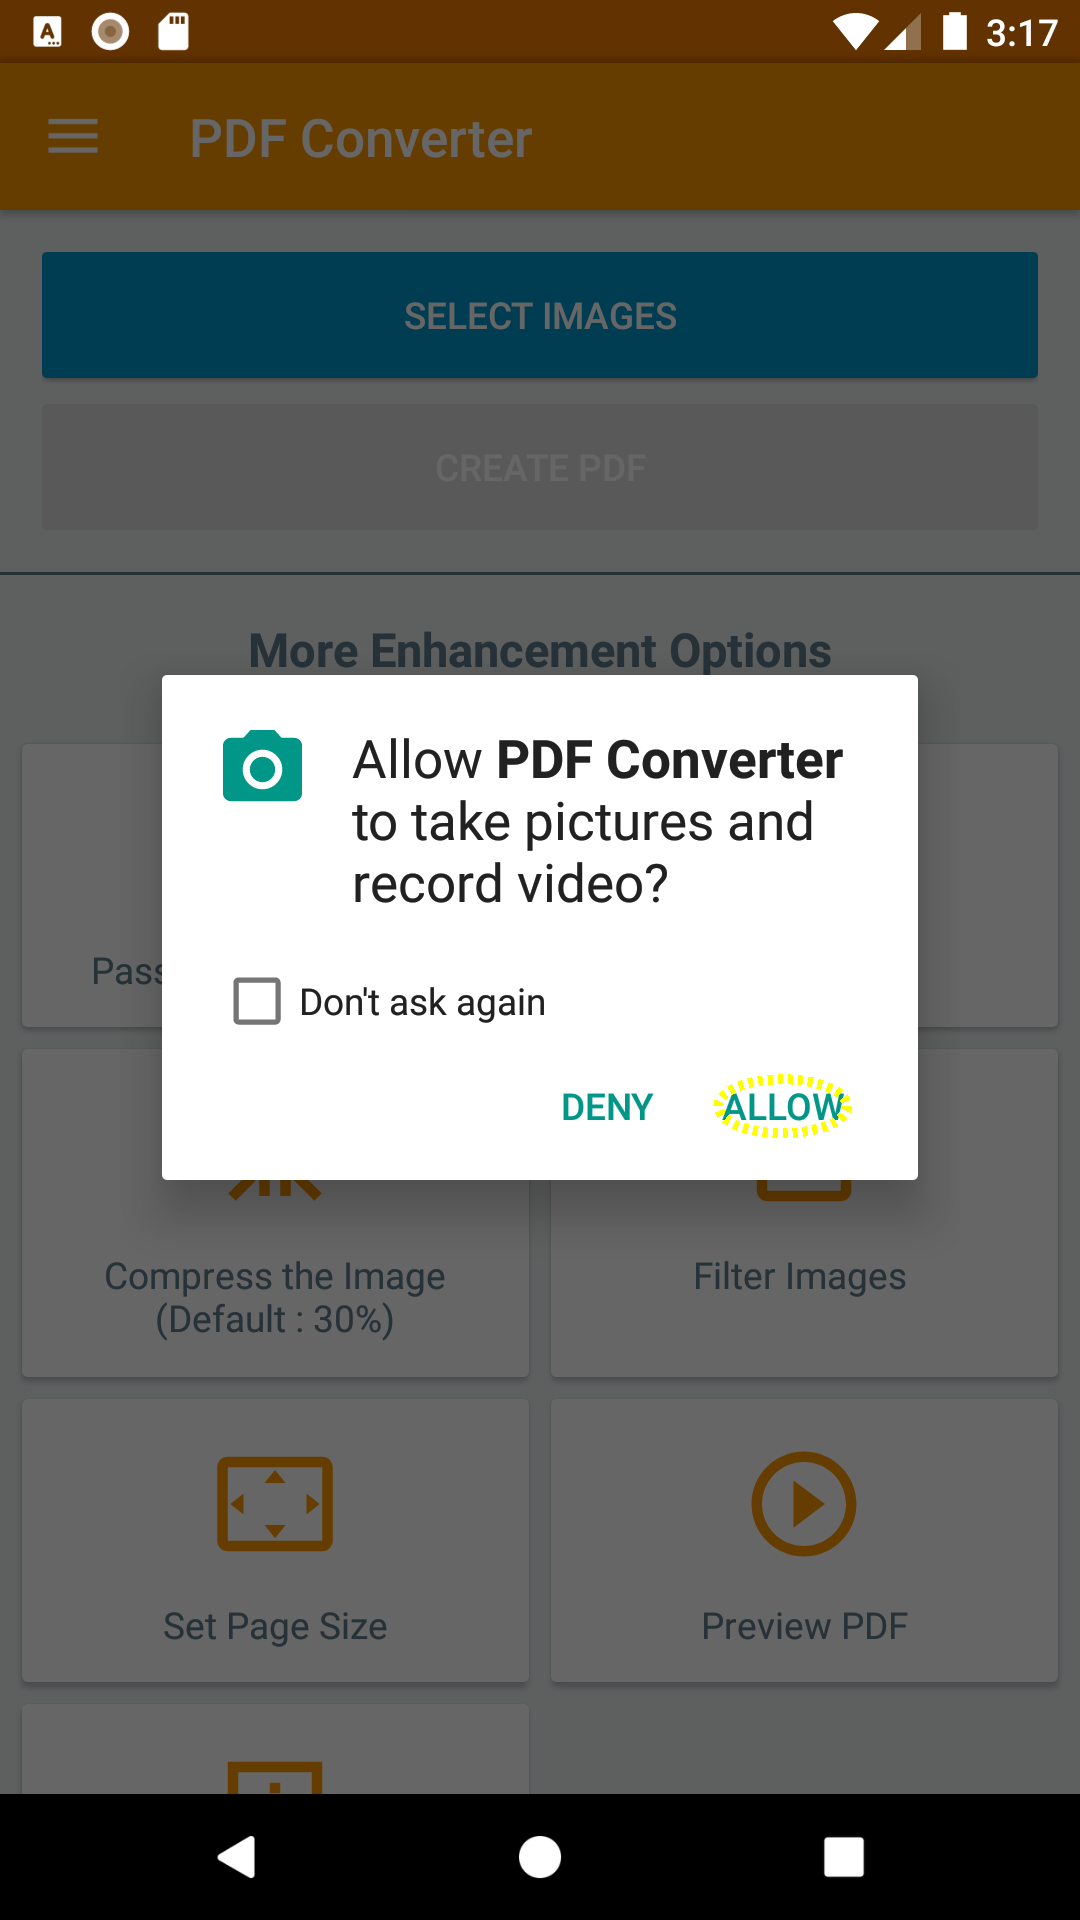 3:17
PDF Converter
SELECT IMAGES
CREATE PDF
More Enhancement Options
Allow PDF Converter
to take pictures and
record video?
Pass
Don't ask again
DENY ALLOW
Compress the Image
(Default : 30%)
Filter Images
Set Page Size
Preview PDF